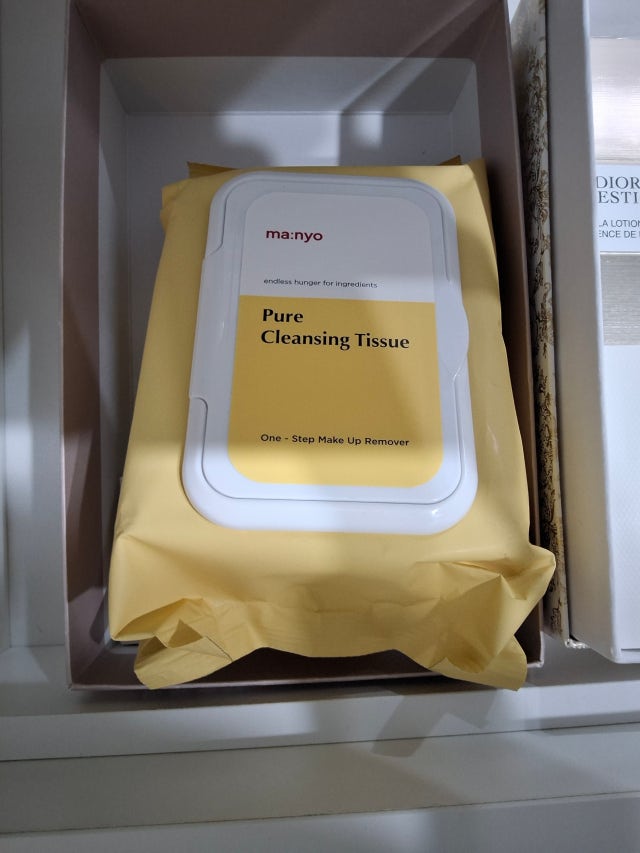 ma:nyo
endless hunger for ingredients
Pure
Cleansing Tissue
One - Step Make Up Remover
DIOR
ESTI
LA LOTION
ENCE DE